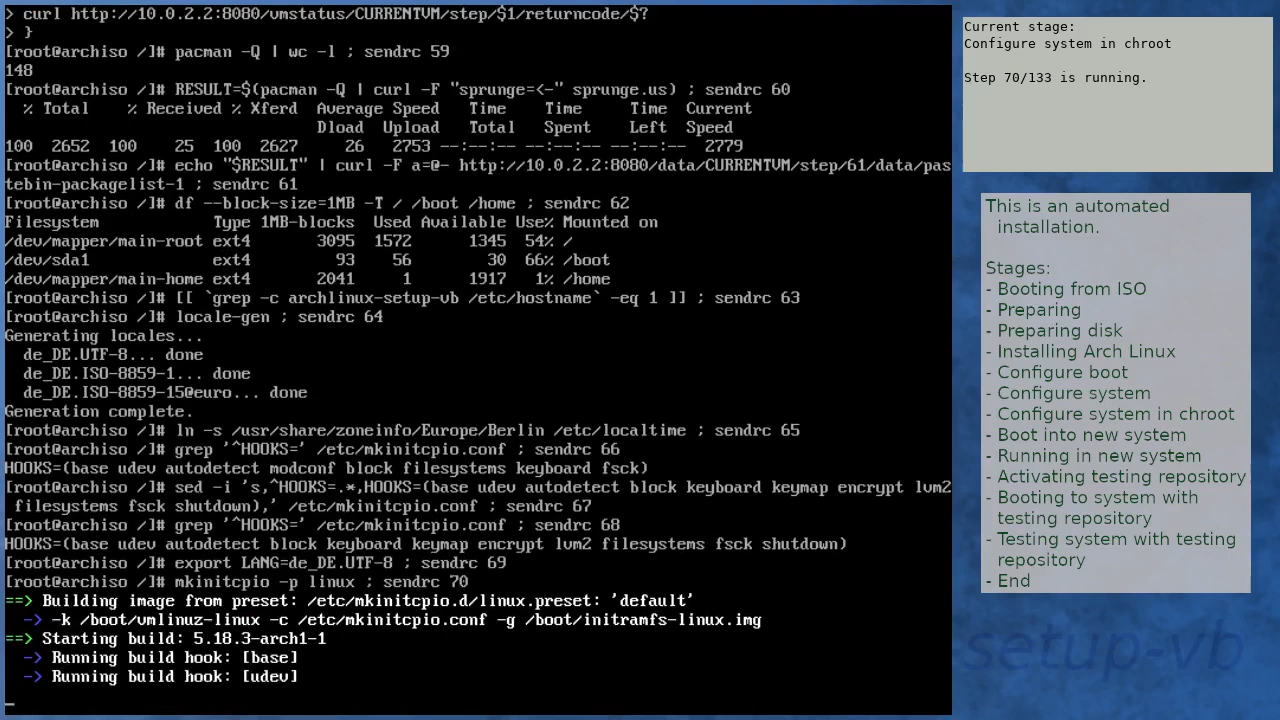 > curl http://10.0.2.2:8080/vmstatus/CURRENTVM/step/$1/returncode/$?
> }
[root@archiso /]# pacman -Q | wc -l ; sendrc 59
148
[root@archiso /]# RESULT=$(pacman -Q | curl -F "sprunge=<-" sprunge.us) ; sendrc 60
  % Total    % Received % Xferd  Average Speed   Time    Time     Time  Current
                                 Dload  Upload   Total   Spent    Left  Speed
100  2652  100    25  100  2627     26   2753 --:--:-- --:--:-- --:--:--  2779
[root@archiso /]# echo "$RESULT" | curl -F a=@- http://10.0.2.2:8080/data/CURRENTVM/step/61/data/pas
tebin-packagelist-1 ; sendrc 61
[root@archiso /]# df --block-size=1MB -T / /boot /home ; sendrc 62
Filesystem            Type 1MB-blocks  Used Available Use% Mounted on
/dev/mapper/main-root ext4       3095  1572      1345  54% /
/dev/sda1             ext4         93    56        30  66% /boot
/dev/mapper/main-home ext4       2041     1      1917   1% /home
[root@archiso /]# [[ `grep -c archlinux-setup-vb /etc/hostname` -eq 1 ]] ; sendrc 63
[root@archiso /]# locale-gen ; sendrc 64
Generating locales...
  de_DE.UTF-8... done
  de_DE.ISO-8859-1... done
  de_DE.ISO-8859-15@euro... done
Generation complete.
[root@archiso /]# ln -s /usr/share/zoneinfo/Europe/Berlin /etc/localtime ; sendrc 65
[root@archiso /]# grep '^HOOKS=' /etc/mkinitcpio.conf ; sendrc 66
HOOKS=(base udev autodetect modconf block filesystems keyboard fsck)
[root@archiso /]# sed -i 's,^HOOKS=.*,HOOKS=(base udev autodetect block keyboard keymap encrypt lvm2
 filesystems fsck shutdown),' /etc/mkinitcpio.conf ; sendrc 67
[root@archiso /]# grep '^HOOKS=' /etc/mkinitcpio.conf ; sendrc 68
HOOKS=(base udev autodetect block keyboard keymap encrypt lvm2 filesystems fsck shutdown)
[root@archiso /]# export LANG=de_DE.UTF-8 ; sendrc 69
[root@archiso /]# mkinitcpio -p linux ; sendrc 70
==> Building image from preset: /etc/mkinitcpio.d/linux.preset: 'default'
  -> -k /boot/vmlinuz-linux -c /etc/mkinitcpio.conf -g /boot/initramfs-linux.img
==> Starting build: 5.18.3-arch1-1
  -> Running build hook: [base]
  -> Running build hook: [udev]
_
Current stage:
Configure system in chroot
Step 70/133 is running.
This is an automated
installation.
Stages:
- Booting from ISO
- Preparing
- Preparing disk
- Installing Arch Linux
- Configure boot
- Configure system
- Configure system in chroot
- Boot into new system
- Running in new system
- Activating testing repository
- Booting to system with
testing repository
- Testing system with testing
repository
- End
setup-vb